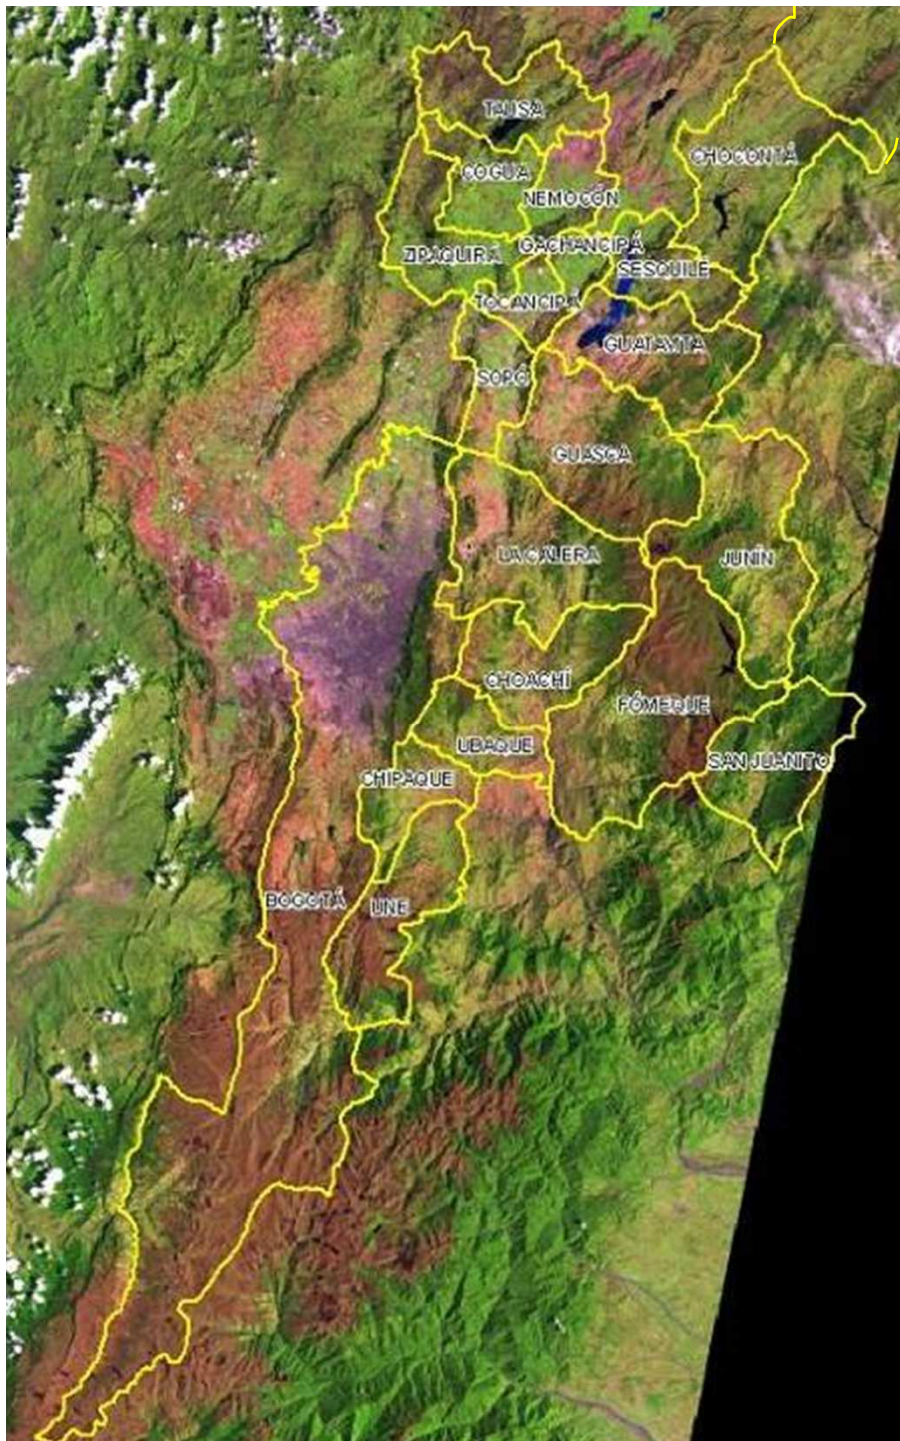 TAUSA
CHOCONTÁ
COGUA
NEMOCÓN
GACHANCIPÁ
ZIPAQUIRÁ
SESQUILÉ
TOCANCIPÁ
GUATAVITA
SOPÓ
GUASCA
LA CALERA
JUNÍN
CHOACHÍ
FÓMEQUE
UBAQUE
SAN JUANITO
CHIPAQUE
BOGOTÁ
UNE